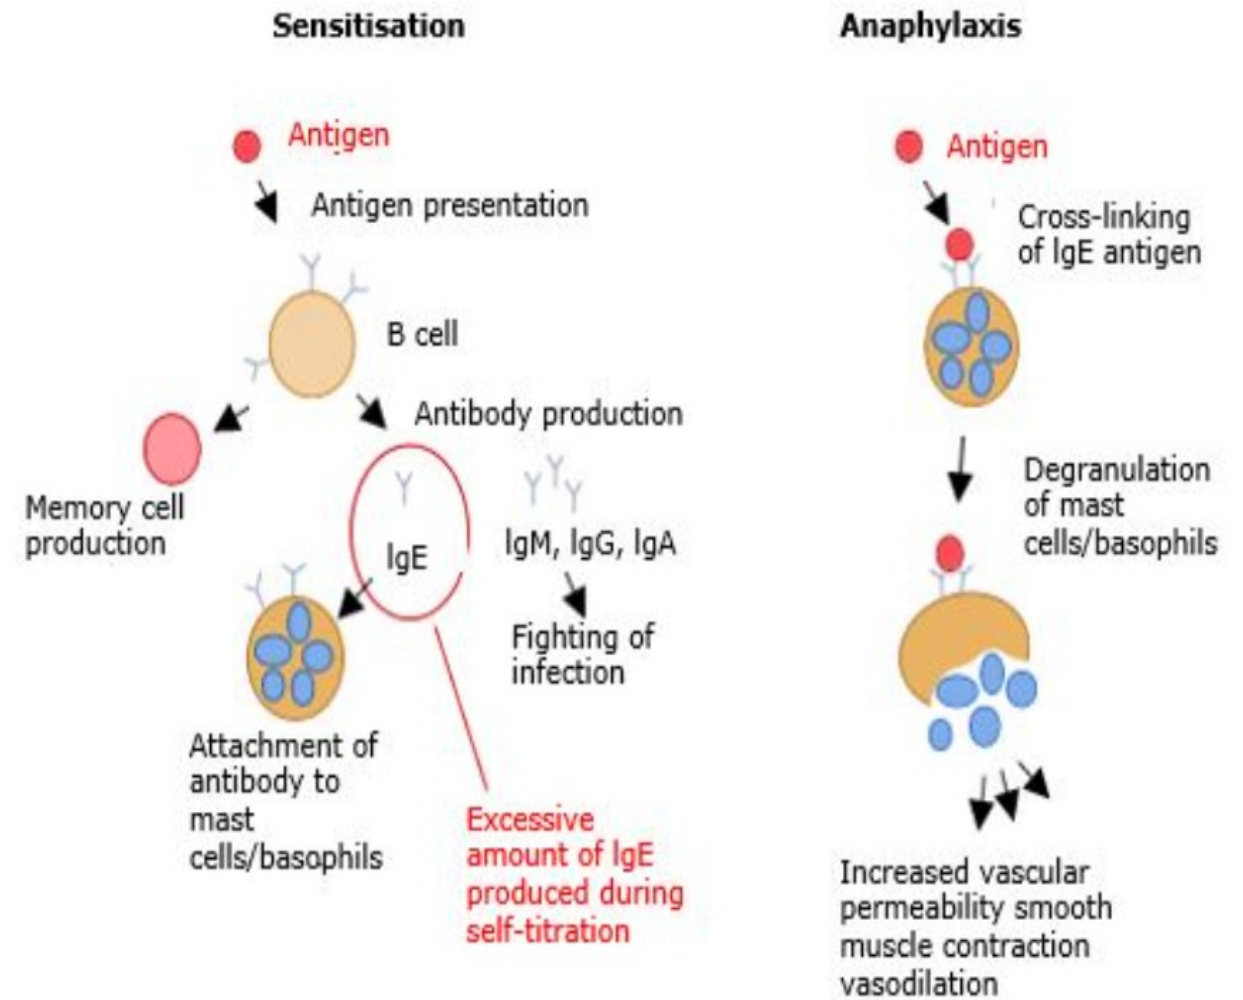 Sensitisation
Antigen
Antigen presentation
B cell
Antibody production
Memory cell
production
IgE
IgM, IgG, IgA
Fighting of
infection
Attachment of
antibody to
mast
cells/basophils
Excessive
amount of IgE
produced during
self-titration
Anaphylaxis
Antigen
Cross-linking
of IgE antigen
Degranulation
of mast
cells/basophils
Increased vascular
permeability smooth
muscle contraction
vasodilation